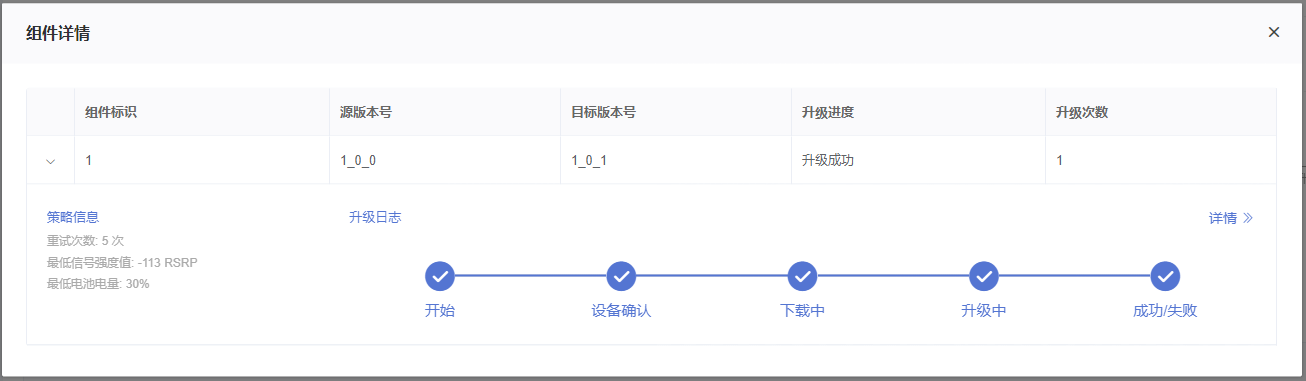 组件详情
组件标识 源版本号 目标版本号 升级进度 升级次数
1 1_0_0 1_0_1 升级成功 1
策略信息 升级日志 详情
重试次数: 5 次
最低信号强度值: -113 RSRP
最低电池电量: 30%
开始 设备确认 下载中 升级中 成功/失败